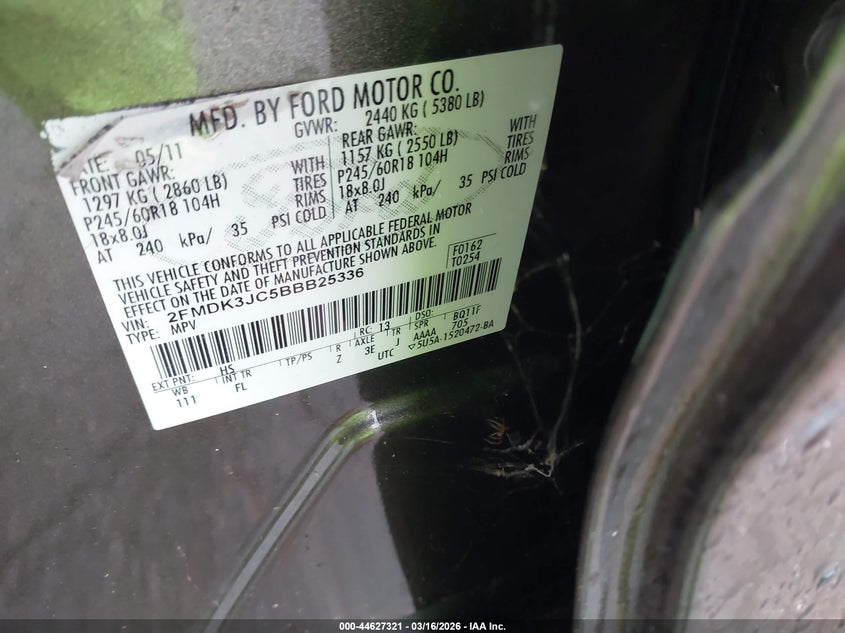 MFD. BY FORD MOTOR CO.
DATE: 05/11
GVWR: 2440 KG ( 5380 LB)
FRONT GAWR:
1297 KG ( 2860 LB) WITH
P245/60R18 104H TIRES
18x8.0J RIMS
AT 240 kPa/ 35 PSI COLD
REAR GAWR:
1157 KG ( 2550 LB) WITH
P245/60R18 104H TIRES
18x8.0J RIMS
AT 240 kPa/ 35 PSI COLD
THIS VEHICLE CONFORMS TO ALL APPLICABLE FEDERAL MOTOR
VEHICLE SAFETY AND THEFT PREVENTION STANDARDS IN
EFFECT ON THE DATE OF MANUFACTURE SHOWN ABOVE.
F0162
T0254
VIN: 2FMDK3JC5BBB25336
TYPE: MPV
EXT PNT: HS RC: 13 DSO: BQ11F
WB INT TR TP/PS R AXLE TR SPR 705
111 FL Z 3E J AAAA
UTC ▽5U5A-1520472-BA
000-44627321 | 03/16/2026 | IAA Inc.